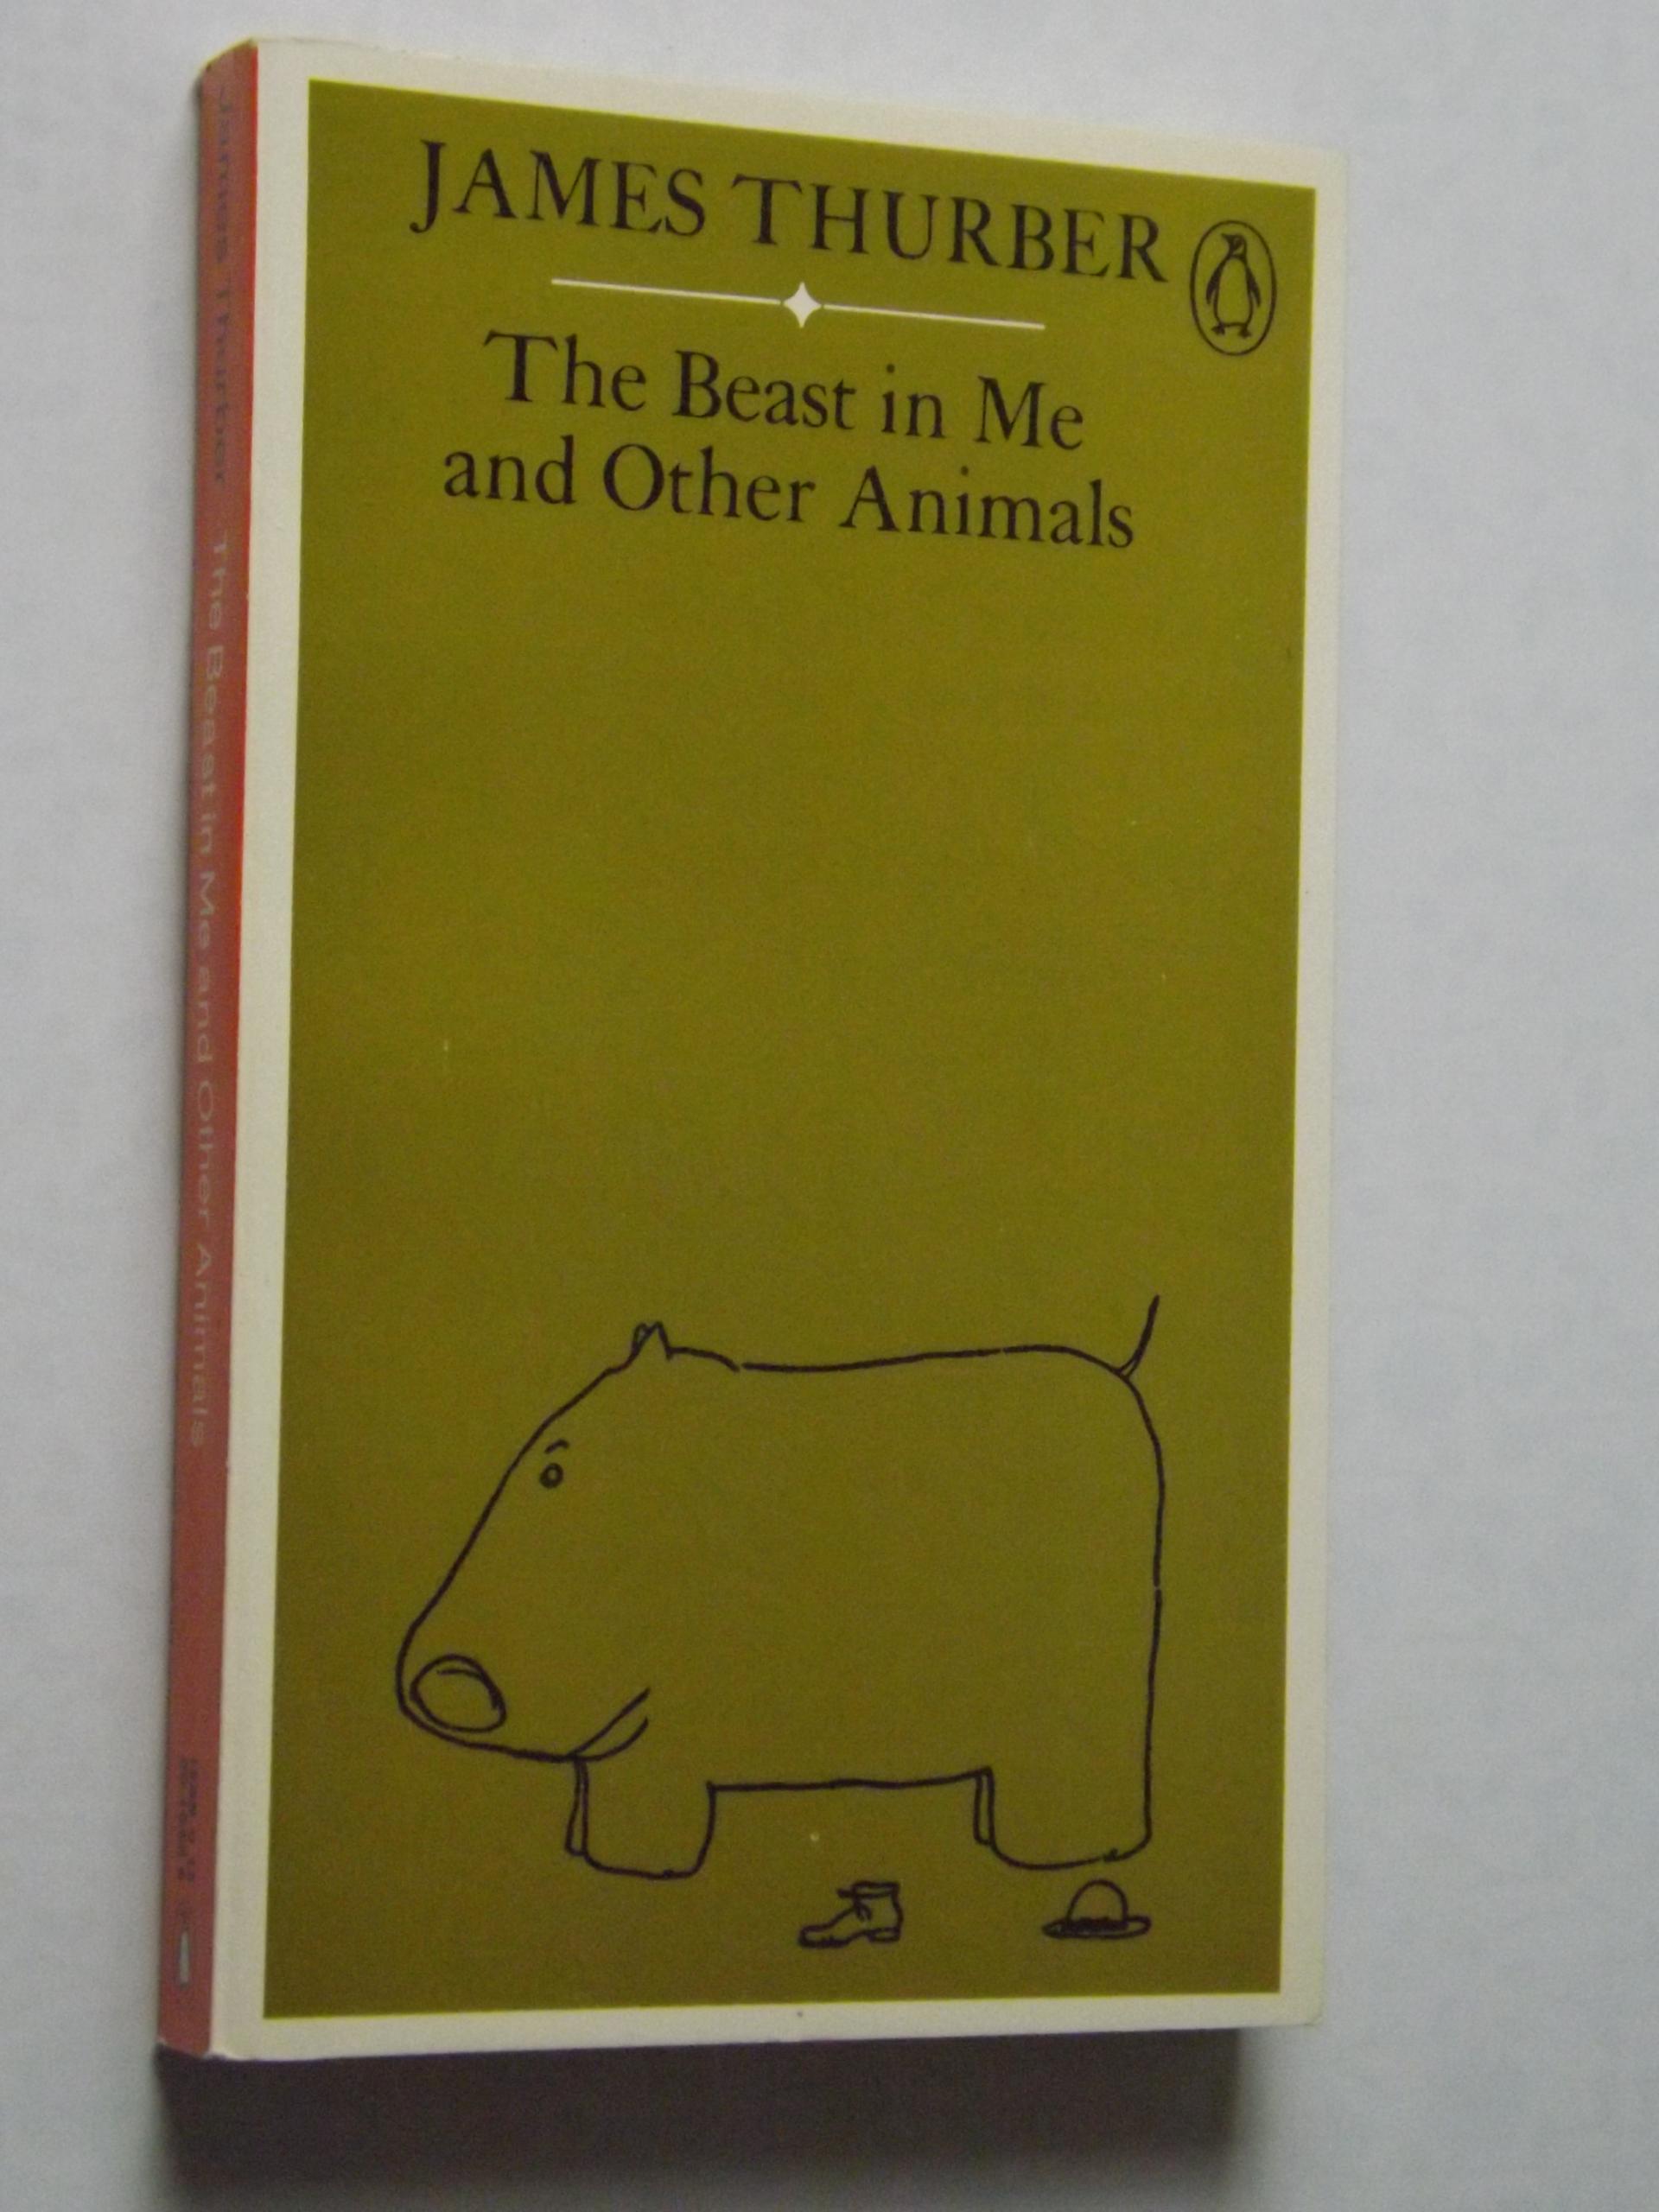 JAMES THURBER
The Beast in Me
and Other Animals
James Thurber The Beast in Me and Other Animals